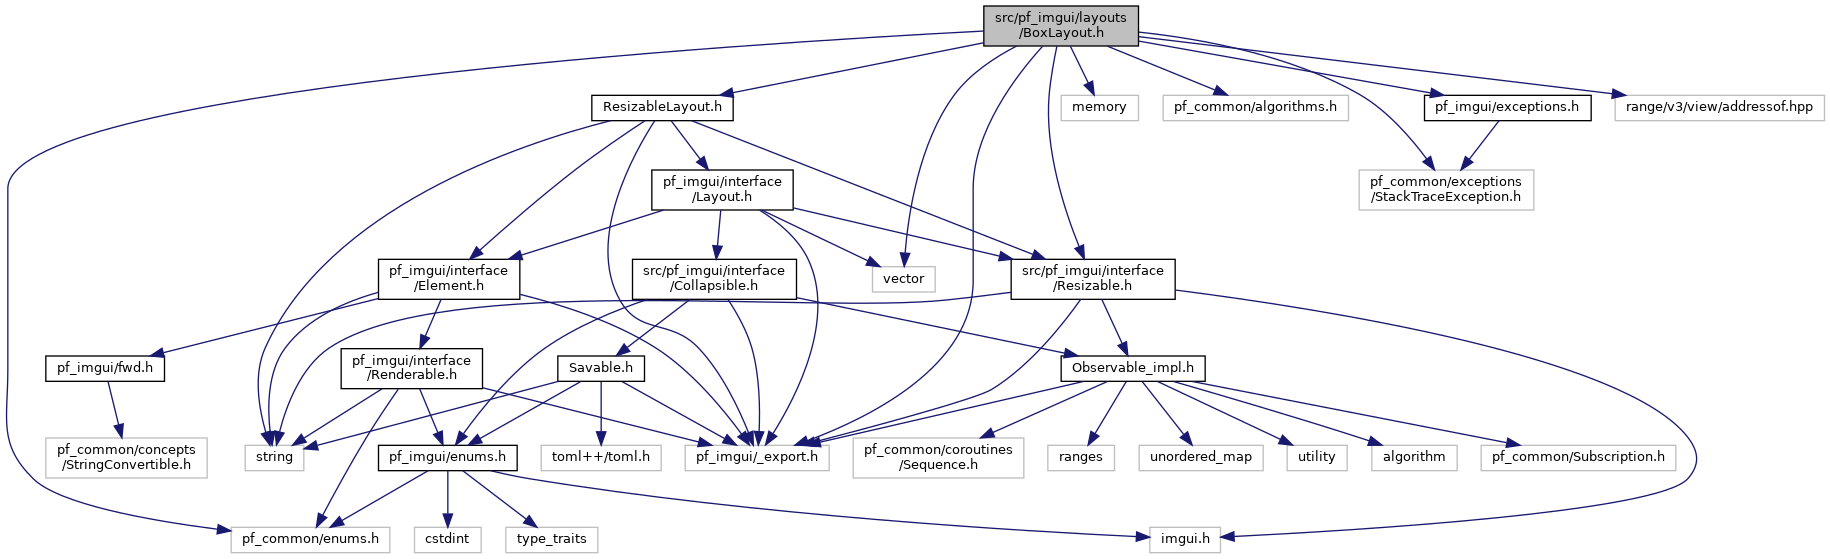 src/pf_imgui/layouts
/BoxLayout.h
ResizableLayout.h
memory
pf_common/algorithms.h
pf_imgui/exceptions.h
range/v3/view/addressof.hpp
pf_imgui/interface
/Layout.h
pf_common/exceptions
/StackTraceException.h
pf_imgui/interface
/Element.h
src/pf_imgui/interface
/Collapsible.h
vector
src/pf_imgui/interface
/Resizable.h
pf_imgui/fwd.h
pf_imgui/interface
/Renderable.h
Savable.h
Observable_impl.h
pf_common/concepts
/StringConvertible.h
string
pf_imgui/enums.h
toml++/toml.h
pf_imgui/_export.h
pf_common/coroutines
/Sequence.h
ranges
unordered_map
utility
algorithm
pf_common/Subscription.h
pf_common/enums.h
cstdint
type_traits
imgui.h